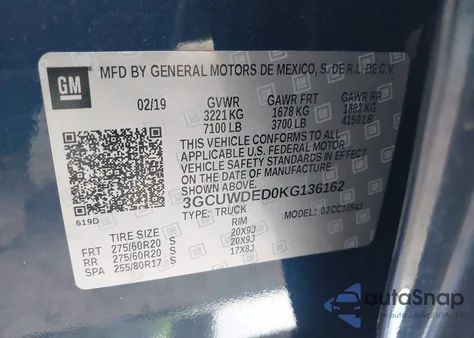 GM
MFD BY GENERAL MOTORS DE MEXICO, S. DE R.L. DE C.V.
02/19 GVWR GAWR FRT GAWR RR
3221 KG 1678 KG 1882 KG
7100 LB 3700 LB 4150 LB
THIS VEHICLE CONFORMS TO ALL
APPLICABLE
VEHICLE SAFETY
STANDARDS IN EFFECT ON THE DATE OF
MANUFACTURE SHOWN ABOVE.
3GCUWDED0KG136162
619D
TYPE: TRUCK MODEL:
TIRE SIZE RIM
FRT 275/60R20 S 20X9J
RR 275/60R20 S 20X9J
SPA 255/80R17 S 17X8J
autoSnap